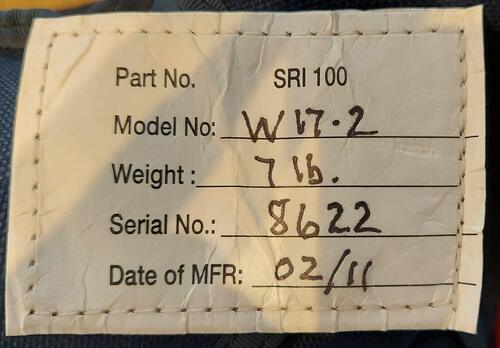 Part No. SRI 100
Model No: W17.2
Weight : 7 lb.
Serial No.: 8622
Date of MFR: 02/11